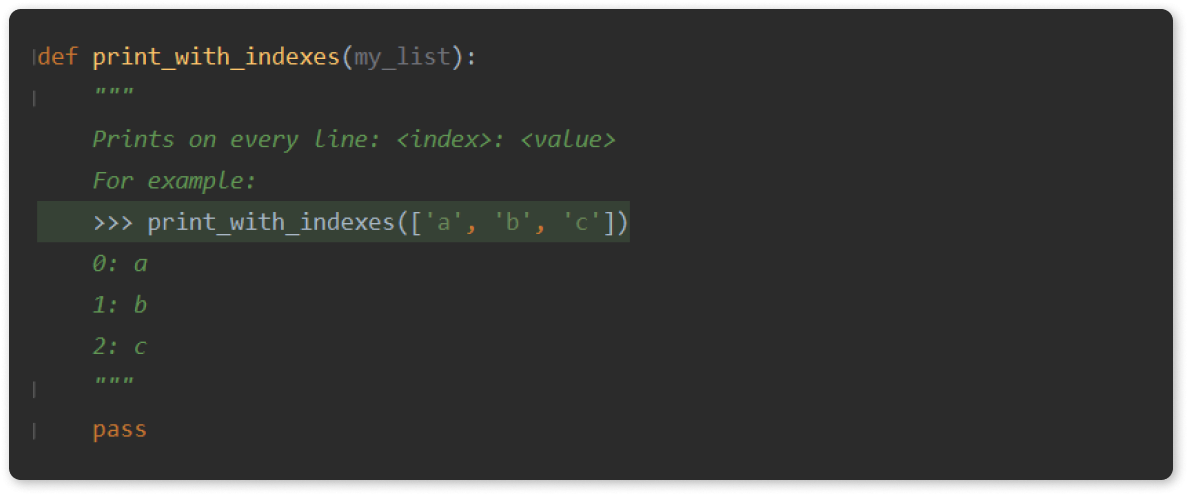 def print_with_indexes(my_list):
    """
    Prints on every line: <index>: <value>
    For example:
    >>> print_with_indexes(['a', 'b', 'c'])
    0: a
    1: b
    2: c
    """
    pass